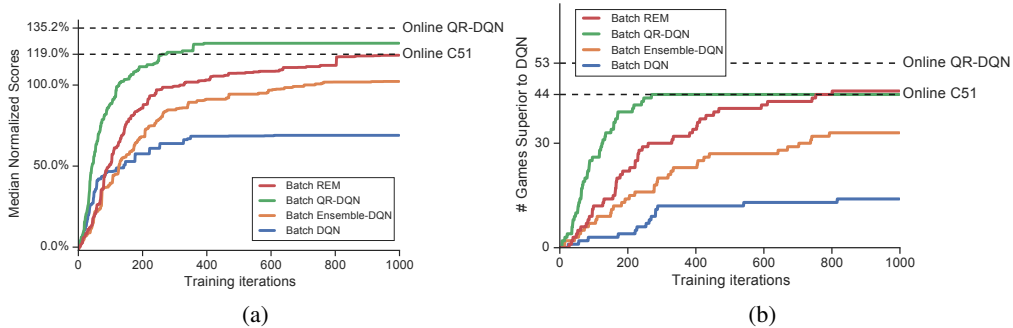 Median Normalized Scores
135.2%
119.0%
100.0%
50.0%
0.0%
Online QR-DQN
Online C51
Batch REM
Batch QR-DQN
Batch Ensemble-DQN
Batch DQN
0 200 400 600 800 1000
Training iterations
(a)
# Games Superior to DQN
53
44
30
0
Batch REM
Batch QR-DQN
Batch Ensemble-DQN
Batch DQN
Online QR-DQN
Online C51
0 200 400 600 800 1000
Training iterations
(b)